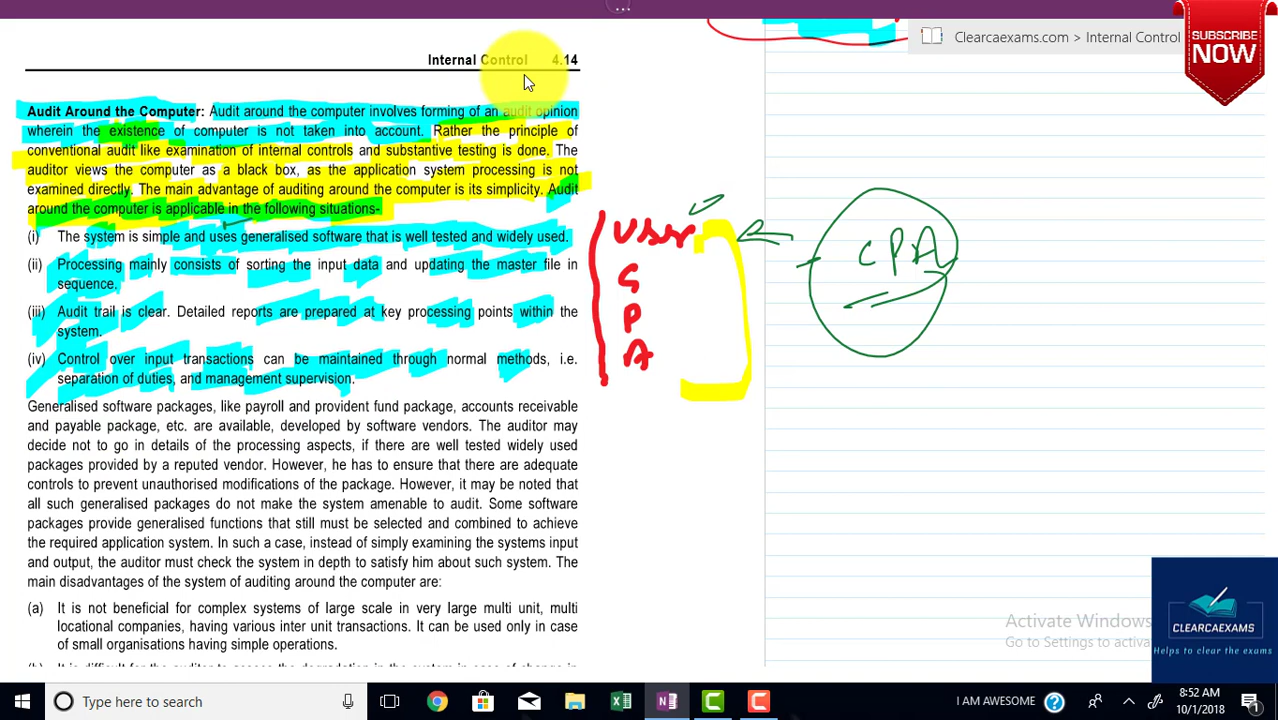 ...
SUBSCRIBE
NOW
Clearcaexams.com > Internal Control
Internal Control 4.14
Audit Around the Computer: Audit around the computer involves forming of an audit opinion
wherein the existence of computer is not taken into account. Rather the principle of
conventional audit like examination of internal controls and substantive testing is done. The
auditor views the computer as a black box, as the application system processing is not
examined directly. The main advantage of auditing around the computer is its simplicity. Audit
around the computer is applicable in the following situations-
(i) The system is simple and uses generalised software that is well tested and widely used.
(ii) Processing mainly consists of sorting the input data and updating the master file in
sequence.
(iii) Audit trail is clear. Detailed reports are prepared at key processing points within the
system.
(iv) Control over input transactions can be maintained through normal methods, i.e.
separation of duties, and management supervision.
User
G
P
A
CPA
Generalised software packages, like payroll and provident fund package, accounts receivable
and payable package, etc. are available, developed by software vendors. The auditor may
decide not to go in details of the processing aspects, if there are well tested widely used
packages provided by a reputed vendor. However, he has to ensure that there are adequate
controls to prevent unauthorised modifications of the package. However, it may be noted that
all such generalised packages do not make the system amenable to audit. Some software
packages provide generalised functions that still must be selected and combined to achieve
the required application system. In such a case, instead of simply examining the systems input
and output, the auditor must check the system in depth to satisfy him about such system. The
main disadvantages of the system of auditing around the computer are:
(a) It is not beneficial for complex systems of large scale in very large multi unit, multi
locational companies, having various inter unit transactions. It can be used only in case
of small organisations having simple operations.
(b) It is difficult for the auditor to assess the degradation in the system in case of change in
Activate Windows
Go to Settings to activa
CLEARCAEXAMS
Helps to clear the exams
Type here to search
I AM AWESOME
8:52 AM
10/1/2018